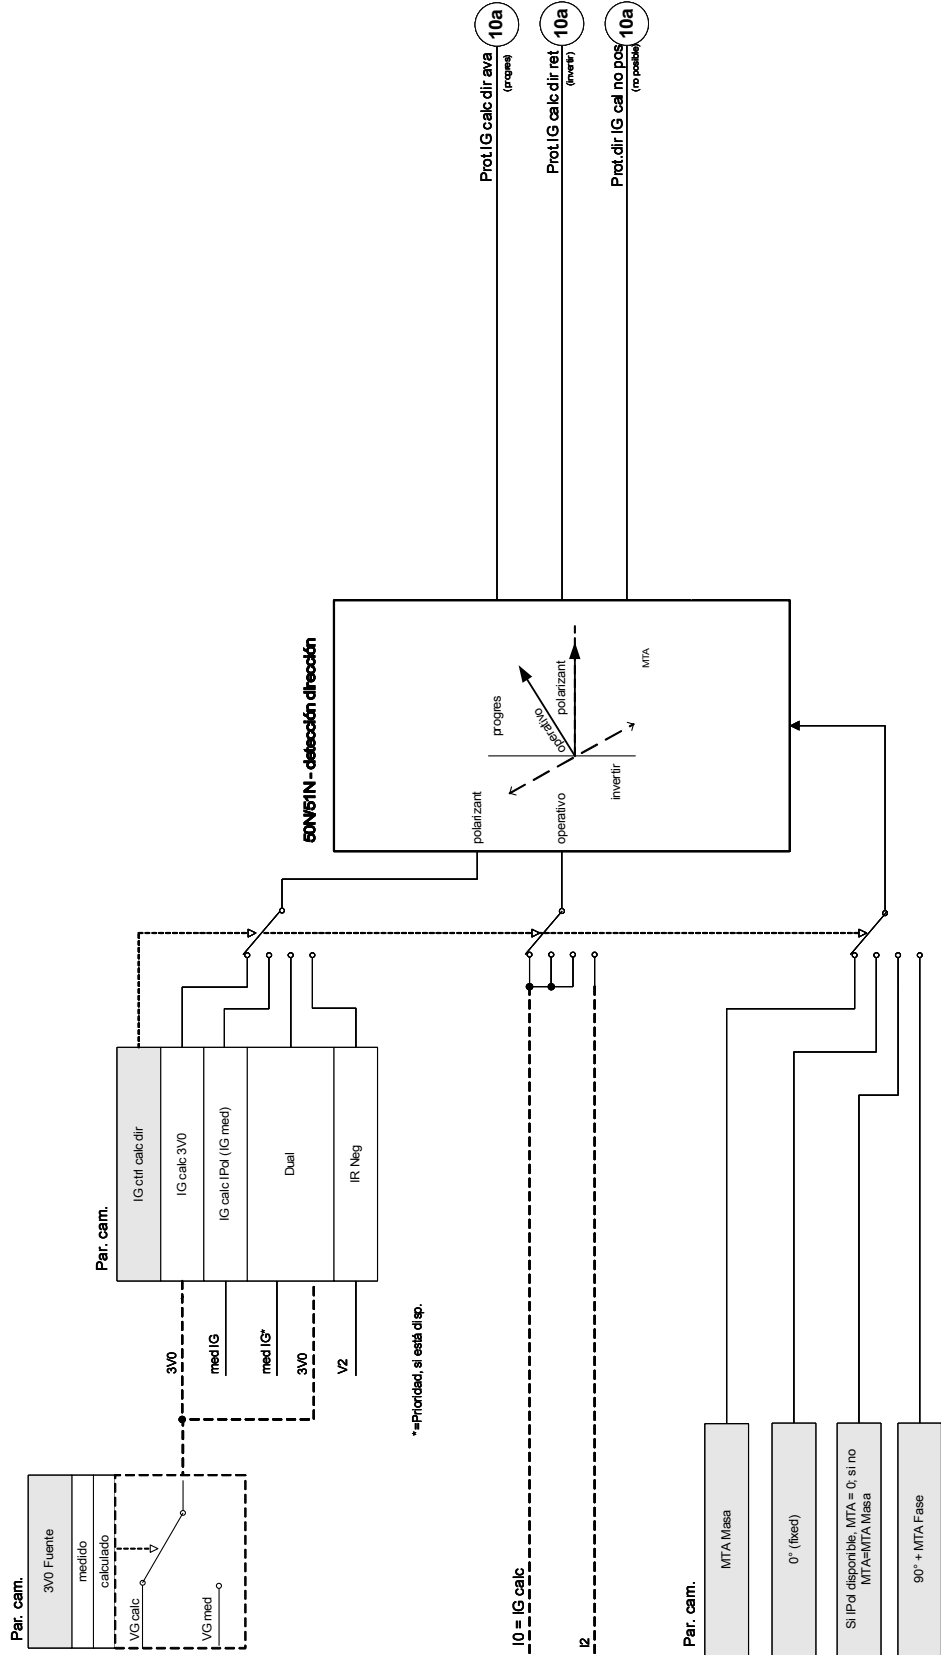 Par. cam.
3V0 Fuente
medido
calculado
VG calc
VG med
Par. cam.
IG ctrl calc dir
IG calc 3V0
IG calc IPol (IG med)
Dual
IR Neg
3V0
med IG
med IG*
3V0
V2
*=Prioridad, si está disp.
I0 = IG calc
I2
Par. cam.
MTA Masa
0° (fixed)
Si IPol disponible, MTA = 0; si no
MTA=MTA Masa
90° + MTA Fase
50N/51N - detección dirección
polarizant
operativo
progres
operativo
polarizant
invertir
MTA
Prot.IG calc dir ava
(progres)
10a
Prot.IG calc dir ret
(invertir)
10a
Prot.dir IG cal no pos
(no posible)
10a